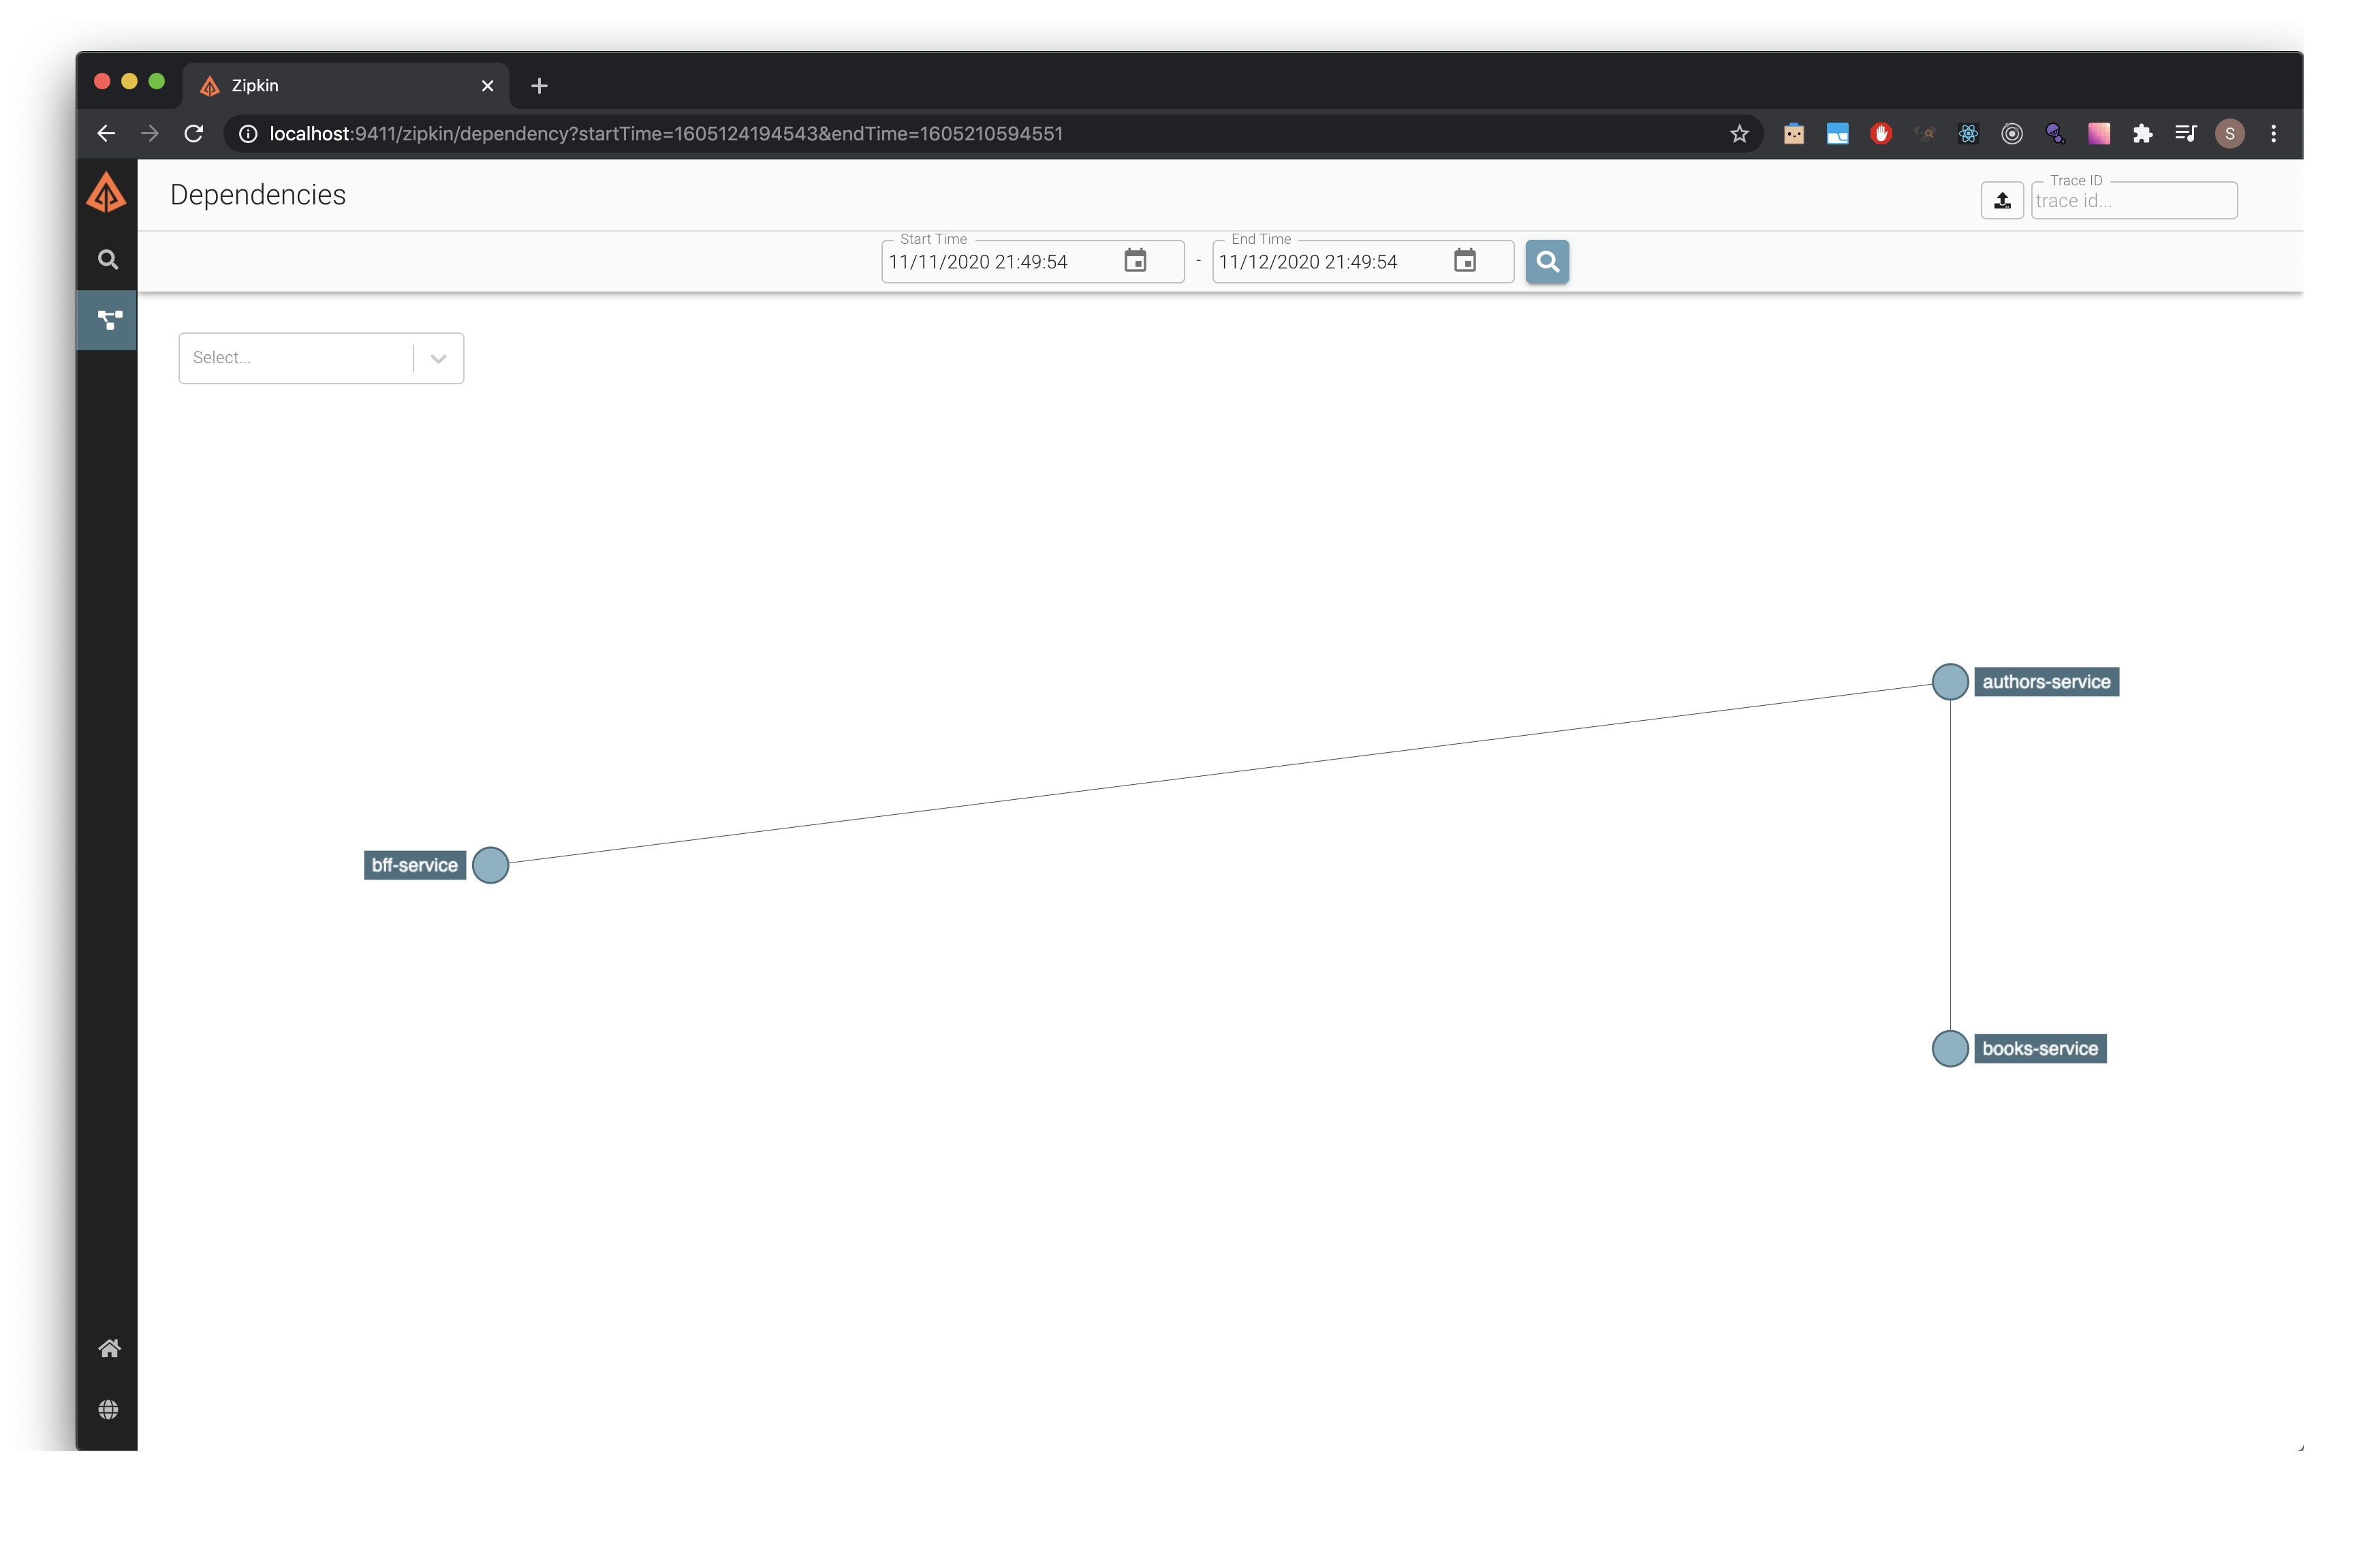 Zipkin
localhost:9411/zipkin/dependency?startTime=1605124194543&endTime=1605210594551
S
Dependencies
Trace ID
trace id...
Start Time
End Time
11/11/2020 21:49:54
-
11/12/2020 21:49:54
Select...
authors-service
bff-service
books-service